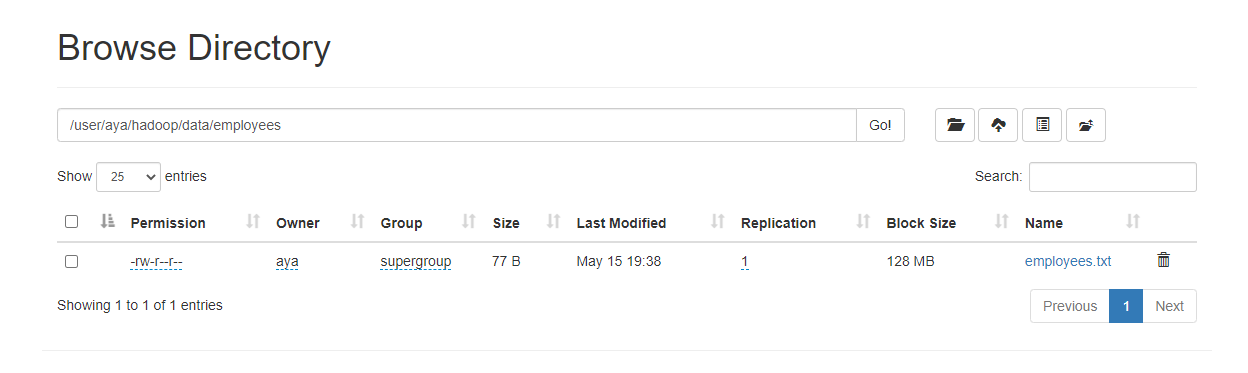 Browse Directory
/user/aya/hadoop/data/employees Go!
Show 25 entries Search:
Permission Owner Group Size Last Modified Replication Block Size Name
-rw-r--r-- aya supergroup 77 B May 15 19:38 1 128 MB employees.txt
Showing 1 to 1 of 1 entries Previous 1 Next